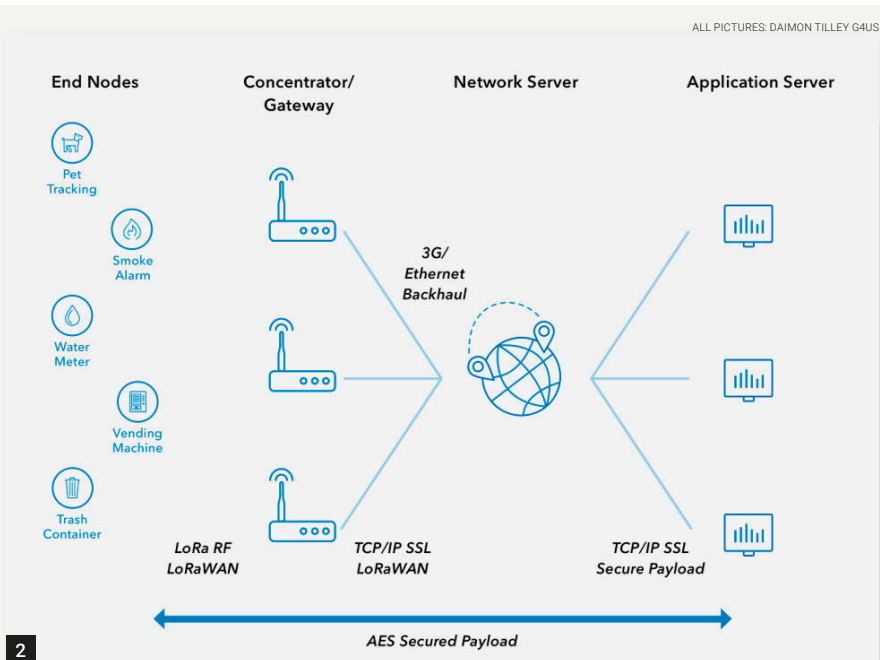 ALL PICTURES: DAIMON TILLEY G4US
End Nodes
Concentrator/
Gateway
Network Server
Application Server
Pet
Tracking
Smoke
Alarm
3G/
Ethernet
Backhaul
Water
Meter
Vending
Machine
Trash
Container
LoRa RF
LoRaWAN
TCP/IP SSL
LoRaWAN
TCP/IP SSL
Secure Payload
AES Secured Payload
2